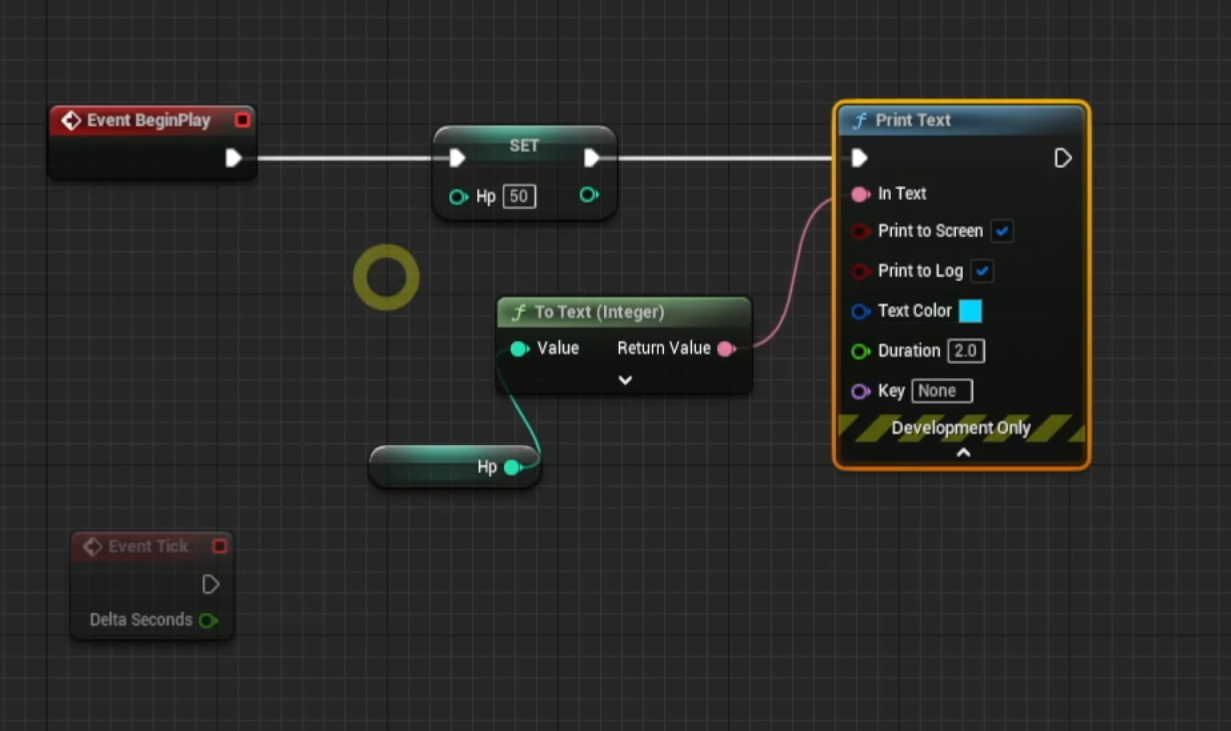 Event BeginPlay
SET
Hp 50
Print Text
In Text
Print to Screen
Print to Log
Text Color
Duration 2.0
Key None
Development Only
ƒ To Text (Integer)
Value Return Value
Hp
Event Tick
Delta Seconds